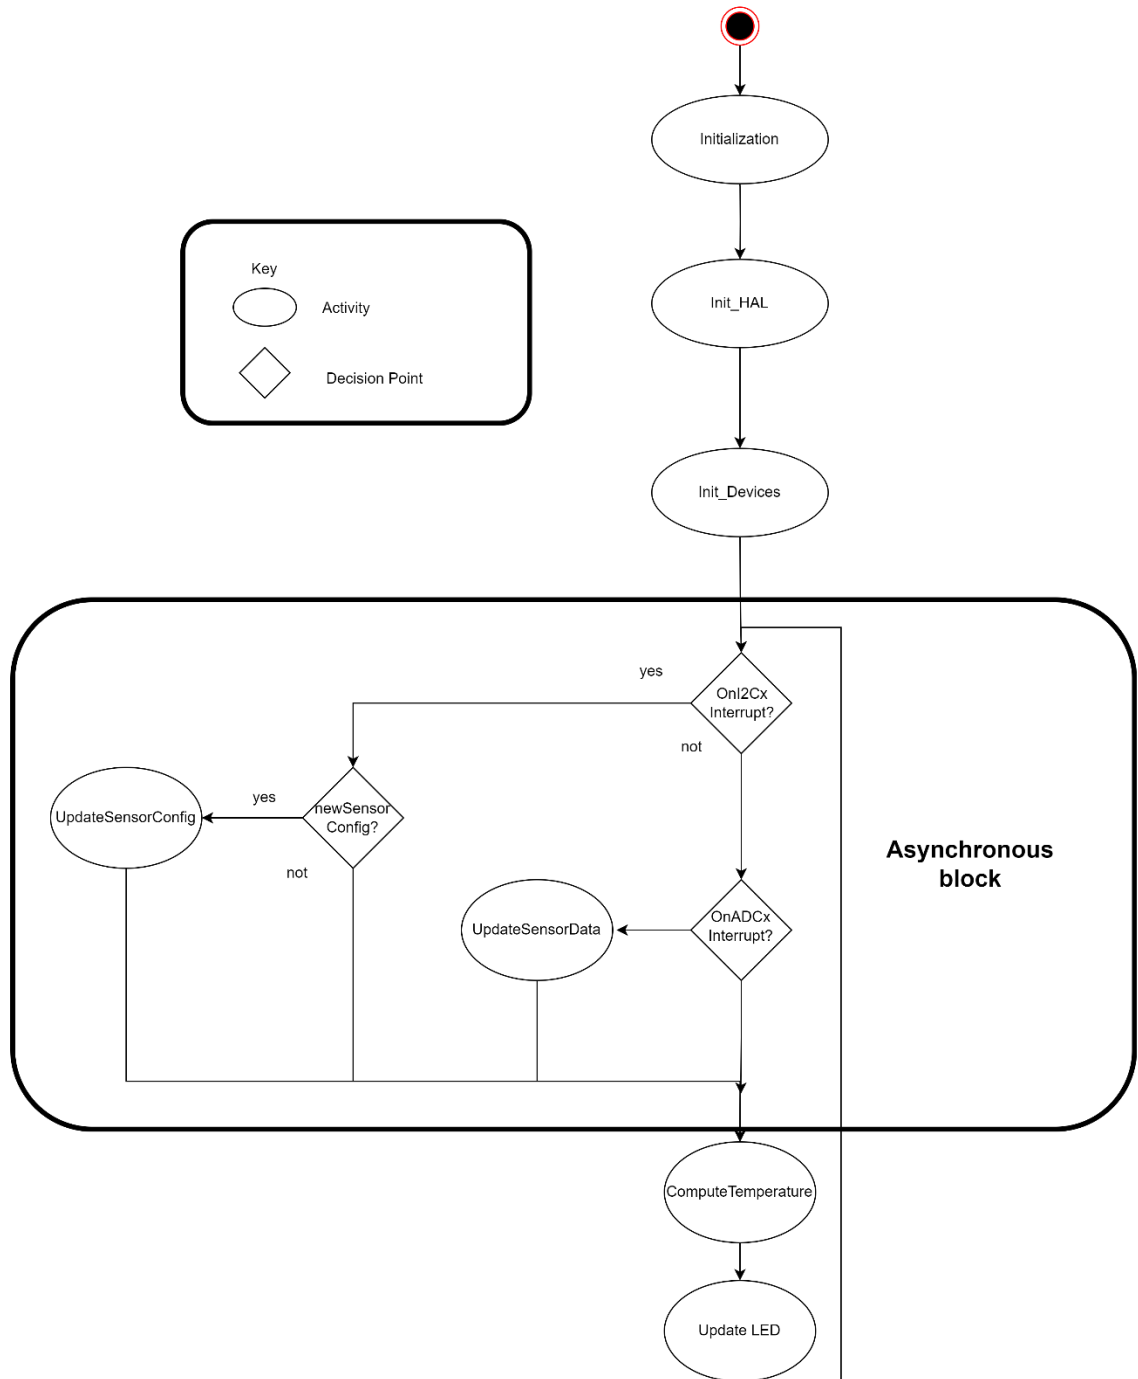 Initialization
Key
Activity
Decision Point
Init_HAL
Init_Devices
yes
OnI2Cx
Interrupt?
not
UpdateSensorConfig
yes
newSensor
Config?
not
Asynchronous
block
UpdateSensorData
OnADCx
Interrupt?
ComputeTemperature
Update LED